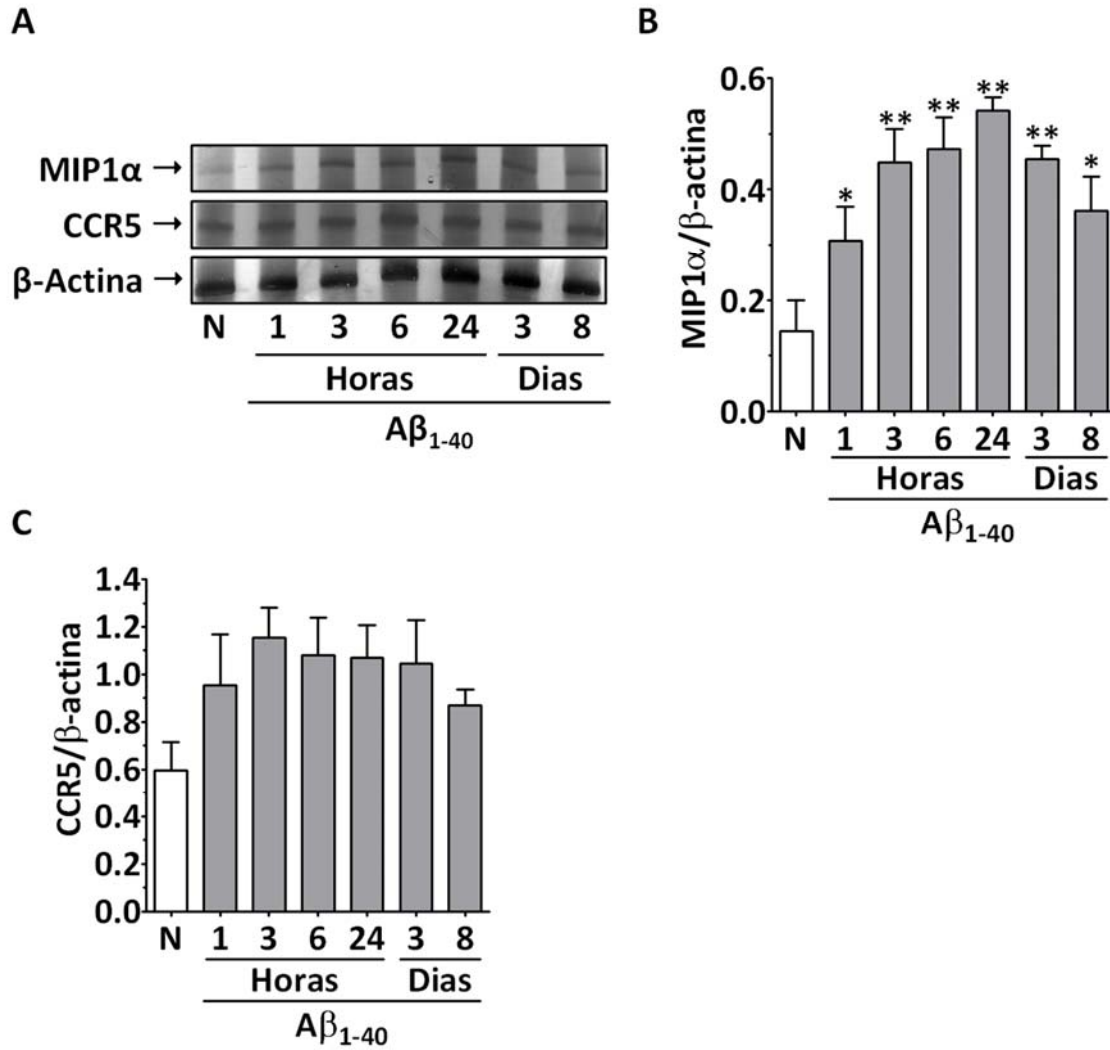 A
MIP1α →
CCR5 →
β-Actina →
N 1 3 6 24 3 8
Horas Dias
Aβ1-40
B
MIP1α/β-actina
0.6
0.4
0.2
0.0
* ** ** ** ** *
N 1 3 6 24 3 8
Horas Dias
Aβ1-40
C
CCR5/β-actina
1.4
1.2
1.0
0.8
0.6
0.4
0.2
0.0
N 1 3 6 24 3 8
Horas Dias
Aβ1-40